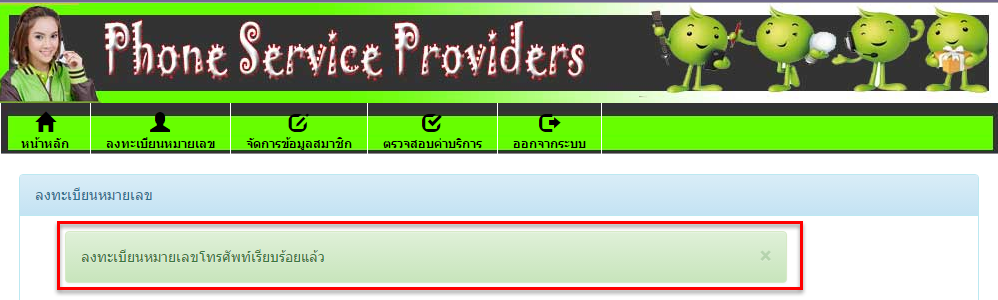 Phone Service Providers
หน้าหลัก ลงทะเบียนหมายเลข จัดการข้อมูลสมาชิก ตรวจสอบค่าบริการ ออกจากระบบ
ลงทะเบียนหมายเลข
ลงทะเบียนหมายเลขโทรศัพท์เรียบร้อยแล้ว ×